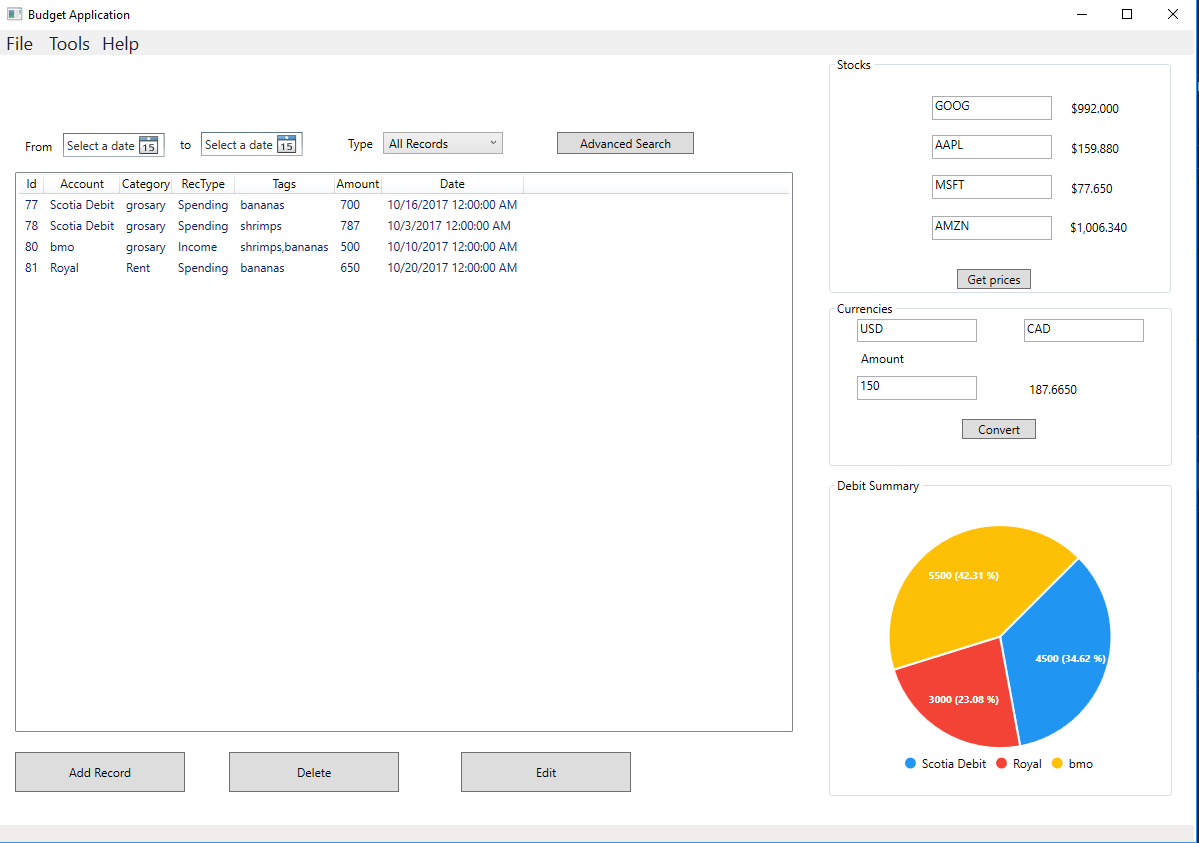 Budget Application
File Tools Help
From Select a date 15 to Select a date 15 Type All Records Advanced Search
Id Account Category RecType Tags Amount Date
77 Scotia Debit grosary Spending bananas 700 10/16/2017 12:00:00 AM
78 Scotia Debit grosary Spending shrimps 787 10/3/2017 12:00:00 AM
80 bmo grosary Income shrimps,bananas 500 10/10/2017 12:00:00 AM
81 Royal Rent Spending bananas 650 10/20/2017 12:00:00 AM
Add Record Delete Edit
Stocks
GOOG $992.000
AAPL $159.880
MSFT $77.650
AMZN $1,006.340
Get prices
Currencies
USD CAD
Amount
150 187.6650
Convert
Debit Summary
5500 (42.31 %)
4500 (34.62 %)
3000 (23.08 %)
Scotia Debit Royal bmo